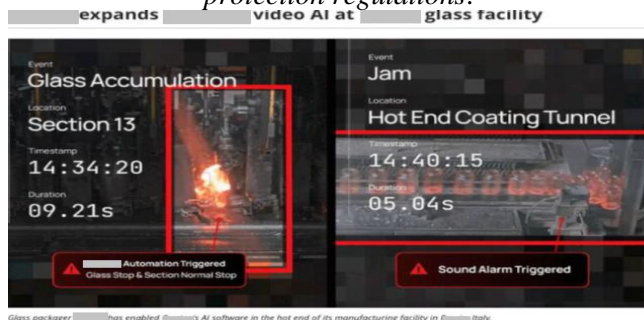 protection regulations.
expands video AI at glass facility
Event
Glass Accumulation
Location
Section 13
Timestamp
14:34:20
Duration
09.21s
Automation Triggered
Glass Stop & Section Normal Stop
Event
Jam
Location
Hot End Coating Tunnel
Timestamp
14:40:15
Duration
05.04s
Sound Alarm Triggered
Glass packager has enabled AI software in the hot end of its manufacturing facility in Italy.